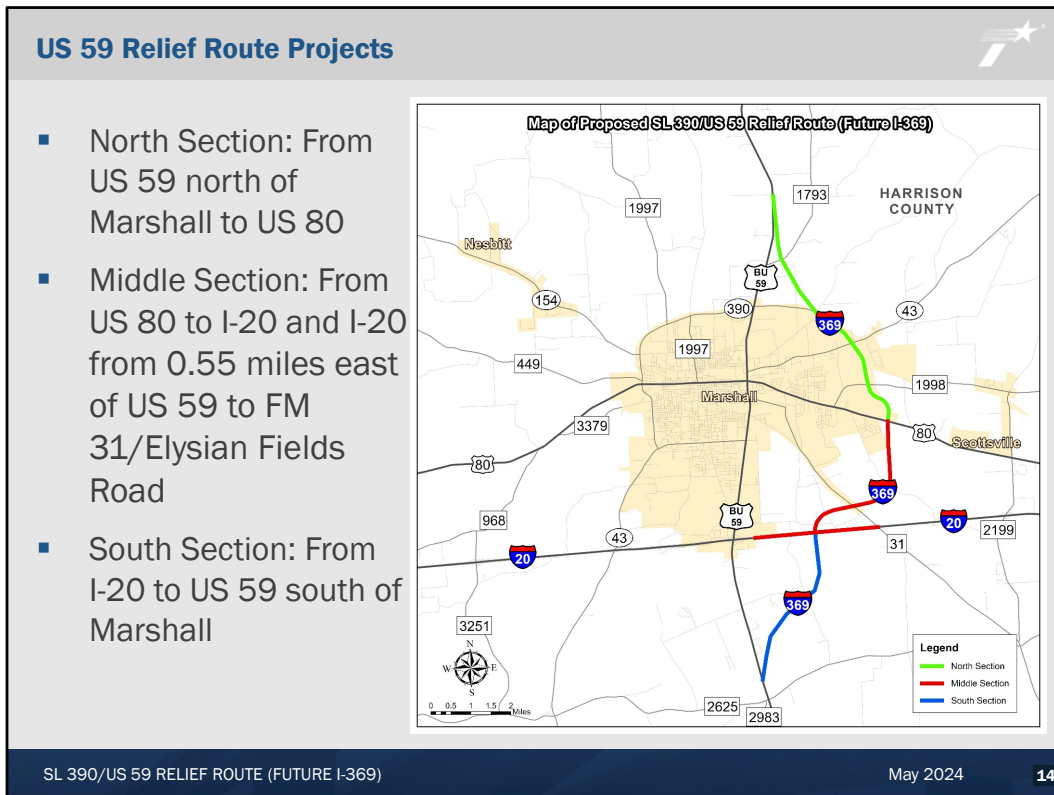 US 59 Relief Route Projects
▪ North Section: From
US 59 north of
Marshall to US 80
▪ Middle Section: From
US 80 to I-20 and I-20
from 0.55 miles east
of US 59 to FM
31/Elysian Fields
Road
▪ South Section: From
I-20 to US 59 south of
Marshall
Map of Proposed SL 390/US 59 Relief Route (Future I-369)
1793
HARRISON
COUNTY
1997
Nesbitt
BU
59
154
390
43
369
1997
449
1998
Marshall
3379
80
Scottsville
80
369
BU
59
20
968
2199
43
31
20
369
3251
N
W
E
S
Legend
North Section
Middle Section
South Section
0 0.5 1 1.5 2
Miles
2625
2983
SL 390/US 59 RELIEF ROUTE (FUTURE I-369)
May 2024
14